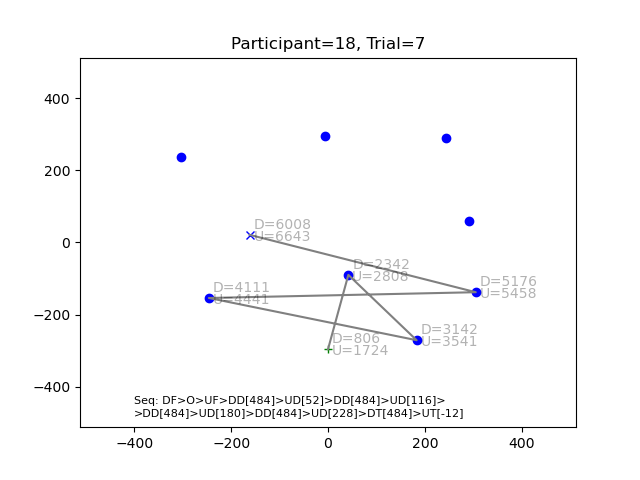 Participant=18, Trial=7
400
200
0
−200
−400
−400
−200
0
200
400
D=6008
U=6643
D=2342
U=2808
D=4111
U=4441
D=5176
U=5458
D=806
U=1724
D=3142
U=3541
Seq: DF>O>UF>DD[484]>UD[52]>DD[484]>UD[116]>
>DD[484]>UD[180]>DD[484]>UD[228]>DT[484]>UT[-12]